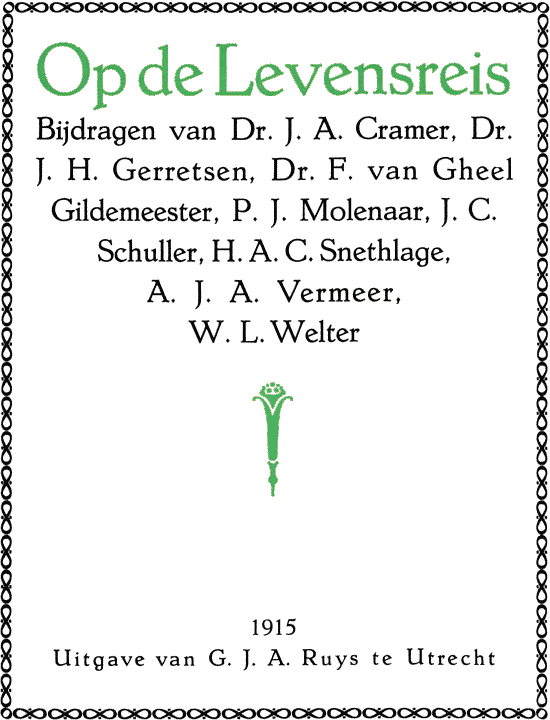 Op de Levensreis
Bijdragen van Dr. J. A. Cramer, Dr.
J. H. Gerretsen, Dr. F. van Gheel
Gildemeester, P. J. Molenaar, J. C.
Schuller, H. A. C. Snethlage,
A. J. A. Vermeer,
W. L. Welter
1915
Uitgave van G. J. A. Ruys te Utrecht